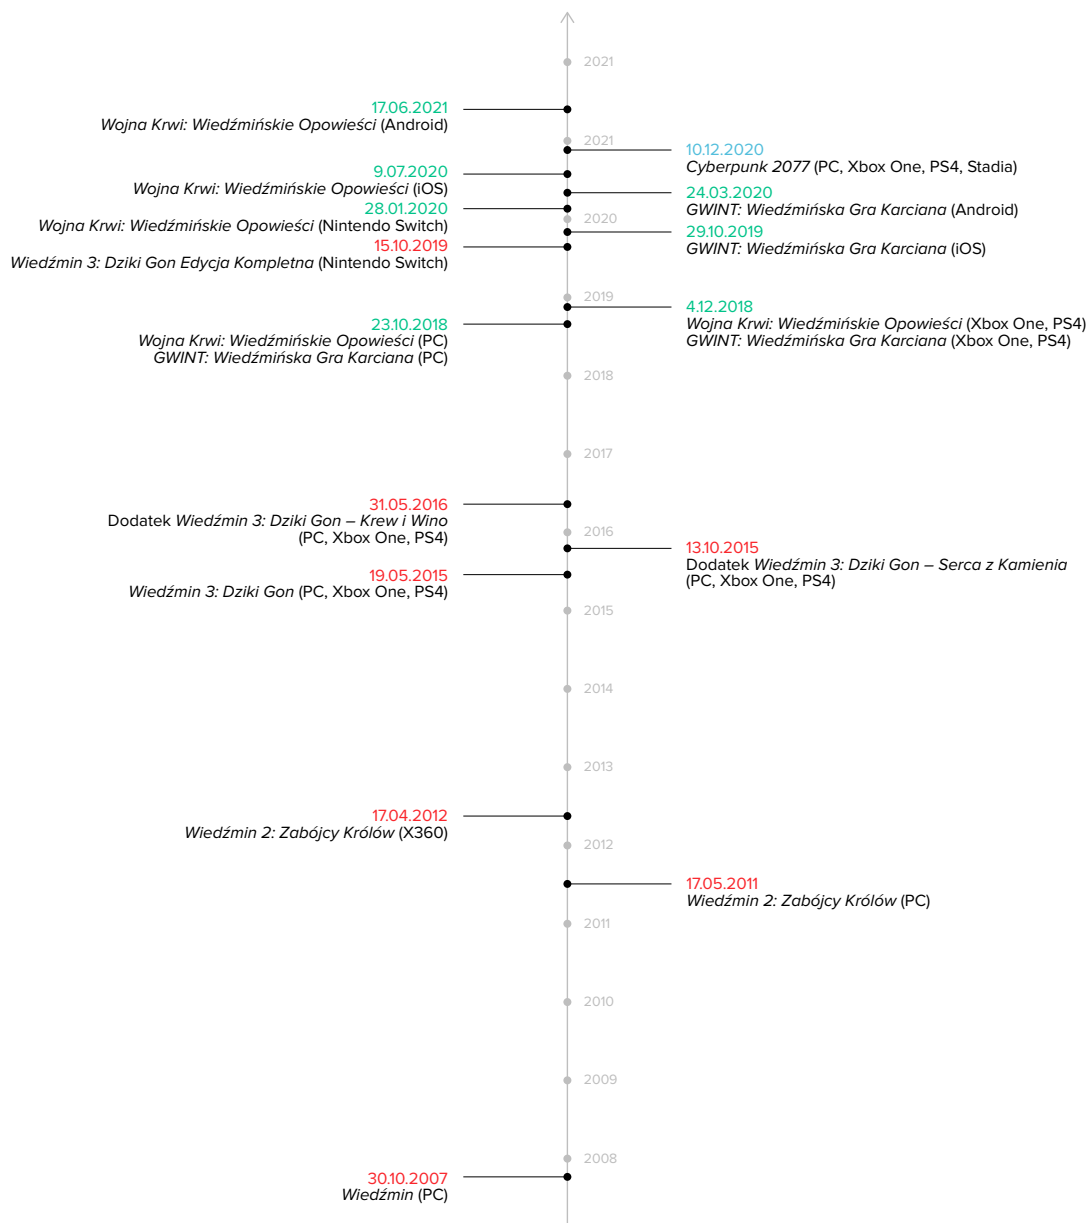 2021
17.06.2021
Wojna Krwi: Wiedźmińskie Opowieści (Android)
2021
10.12.2020
Cyberpunk 2077 (PC, Xbox One, PS4, Stadia)
9.07.2020
Wojna Krwi: Wiedźmińskie Opowieści (iOS)
24.03.2020
GWINT: Wiedźmińska Gra Karciana (Android)
28.01.2020
Wojna Krwi: Wiedźmińskie Opowieści (Nintendo Switch)
2020
29.10.2019
GWINT: Wiedźmińska Gra Karciana (iOS)
15.10.2019
Wiedźmin 3: Dziki Gon Edycja Kompletna (Nintendo Switch)
2019
4.12.2018
Wojna Krwi: Wiedźmińskie Opowieści (Xbox One, PS4)
GWINT: Wiedźmińska Gra Karciana (Xbox One, PS4)
23.10.2018
Wojna Krwi: Wiedźmińskie Opowieści (PC)
GWINT: Wiedźmińska Gra Karciana (PC)
2018
2017
31.05.2016
Dodatek Wiedźmin 3: Dziki Gon – Krew i Wino
(PC, Xbox One, PS4)
2016
13.10.2015
Dodatek Wiedźmin 3: Dziki Gon – Serca z Kamienia
(PC, Xbox One, PS4)
19.05.2015
Wiedźmin 3: Dziki Gon (PC, Xbox One, PS4)
2015
2014
2013
17.04.2012
Wiedźmin 2: Zabójcy Królów (X360)
2012
17.05.2011
Wiedźmin 2: Zabójcy Królów (PC)
2011
2010
2009
2008
30.10.2007
Wiedźmin (PC)